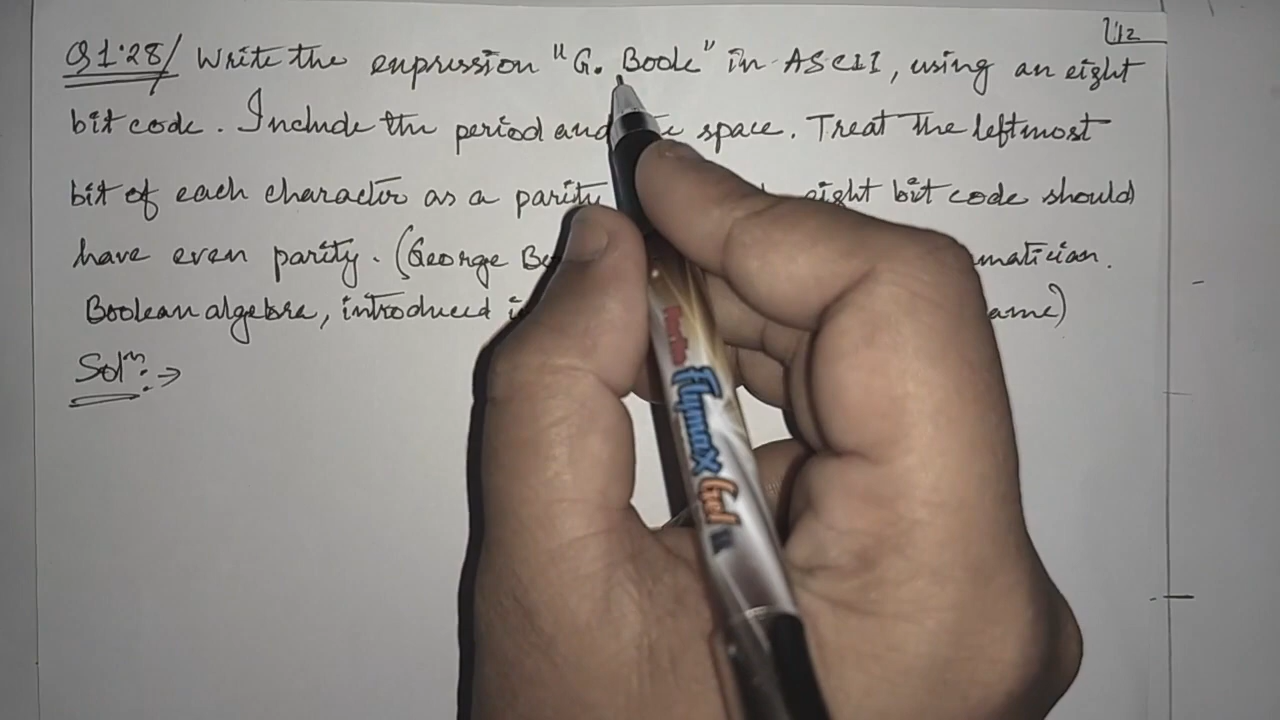 1/12
Q1.28/ Write the expression "G. Boole" in ASCII, using an eight
bit code. Include the period and space. Treat the leftmost
bit of each character as a parity eight bit code should
have even parity. (George matician.
Boolean algebra, introduced ame)
Solⁿ: →
Flymax Gel